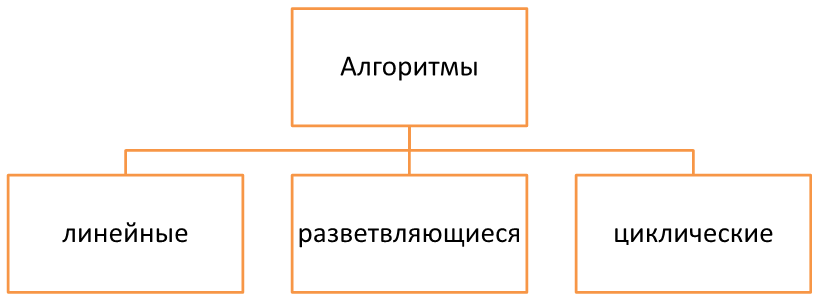 Алгоритмы
линейные
разветвляющиеся
циклические